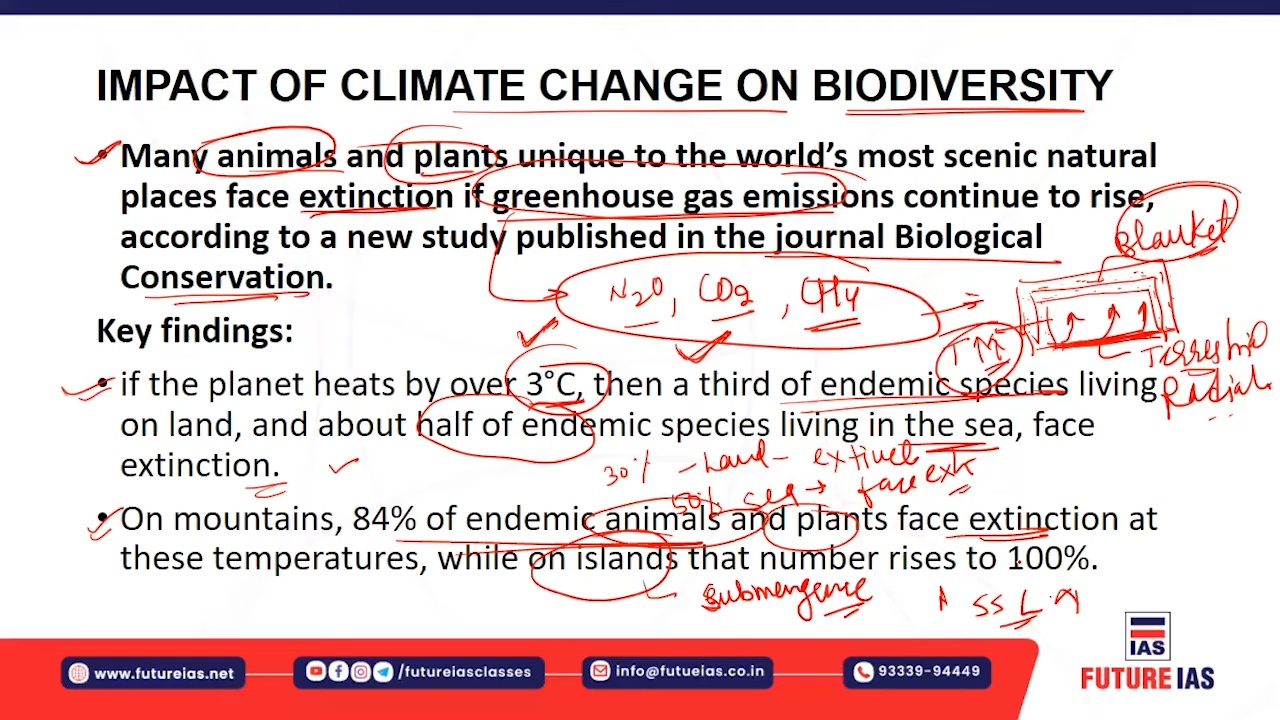 IMPACT OF CLIMATE CHANGE ON BIODIVERSITY
• Many animals and plants unique to the world's most scenic natural
places face extinction if greenhouse gas emissions continue to rise,
according to a new study published in the journal Biological
Conservation.
Blanket
N2O, CO2, CH4
Key findings:
• if the planet heats by over 3°C, then a third of endemic species living
on land, and about half of endemic species living in the sea, face
extinction.
30% - Land - extinct
50% sea → face ext
• On mountains, 84% of endemic animals and plants face extinction at
these temperatures, while on islands that number rises to 100%.
IAS
FUTURE IAS
www.futureies.net
/futureiesclasses
info@futueias.co.in
93339-94449